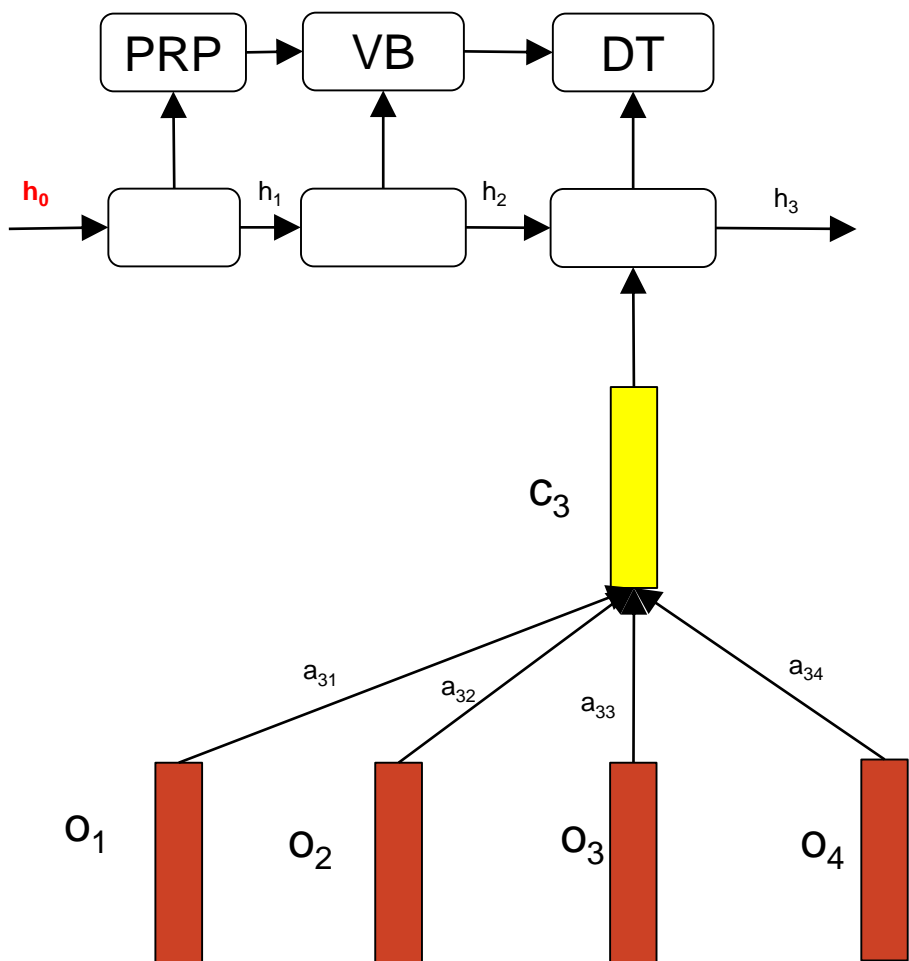 PRP VB DT
h₀ h₁ h₂ h₃
c₃
a₃₁ a₃₂ a₃₃ a₃₄
o₁ o₂ o₃ o₄